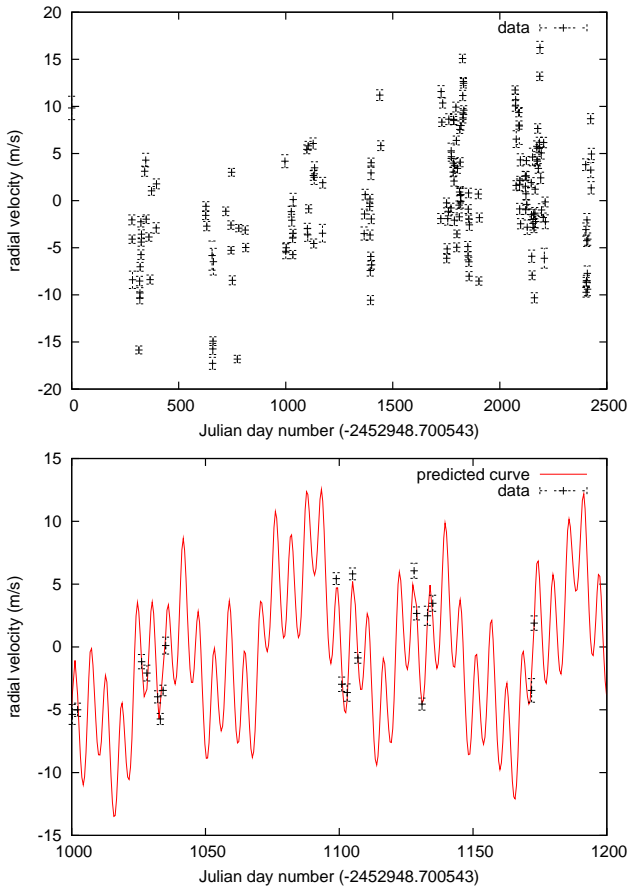 20
15
10
5
0
-5
-10
-15
-20
radial velocity (m/s)
data
0 500 1000 1500 2000 2500
Julian day number (-2452948.700543)
15
10
5
0
-5
-10
-15
radial velocity (m/s)
predicted curve
data
1000 1050 1100 1150 1200
Julian day number (-2452948.700543)